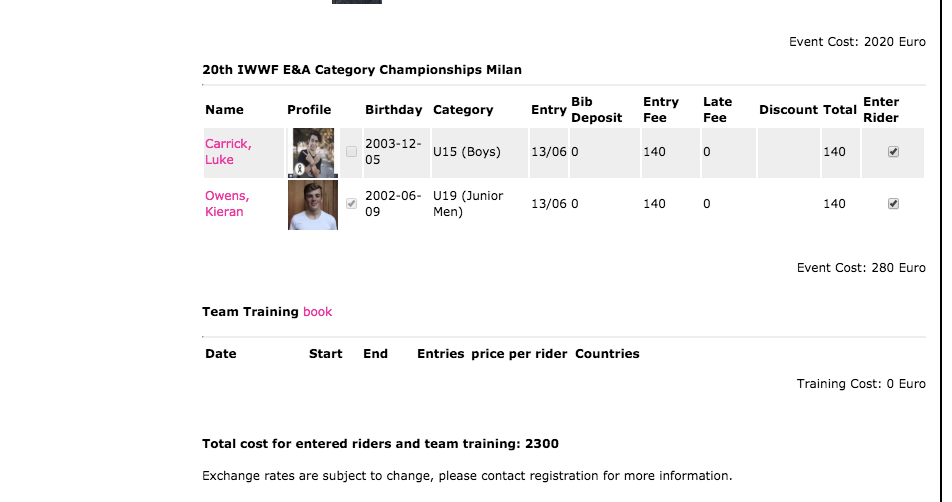 Event Cost: 2020 Euro
20th IWWF E&A Category Championships Milan
Name Profile Birthday Category Entry Bib Deposit Entry Fee Late Fee Discount Total Enter Rider
Carrick, Luke 2003-12-05 U15 (Boys) 13/06 0 140 0 140
Owens, Kieran 2002-06-09 U19 (Junior Men) 13/06 0 140 0 140
Event Cost: 280 Euro
Team Training book
Date Start End Entries price per rider Countries
Training Cost: 0 Euro
Total cost for entered riders and team training: 2300
Exchange rates are subject to change, please contact registration for more information.